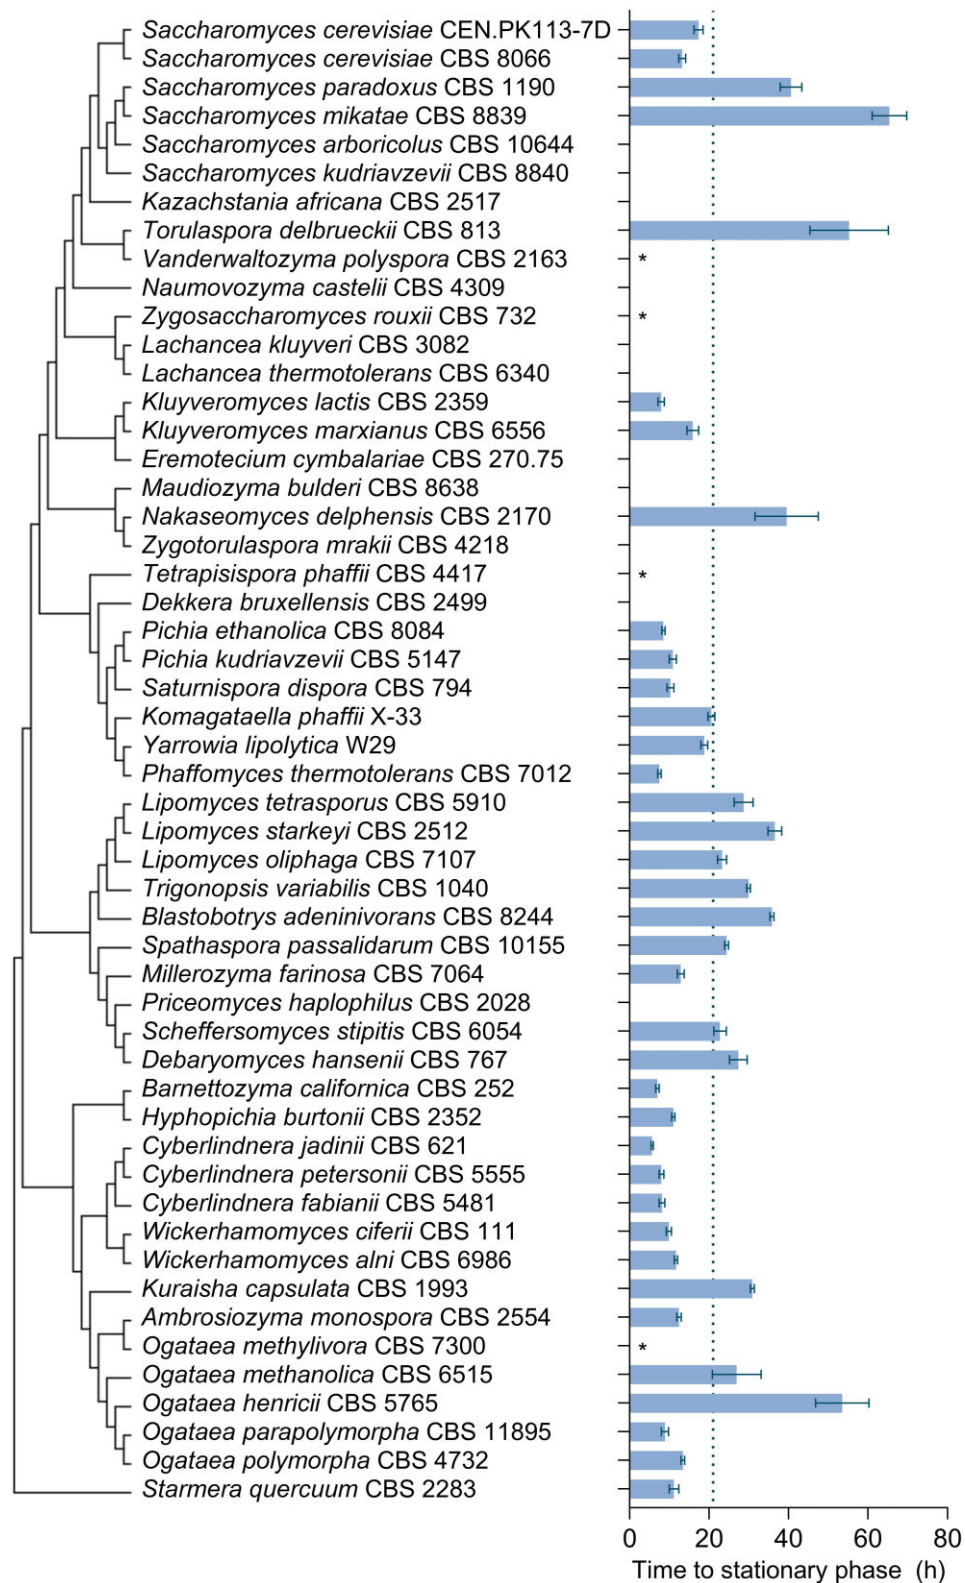 Saccharomyces cerevisiae CEN.PK113-7D
Saccharomyces cerevisiae CBS 8066
Saccharomyces paradoxus CBS 1190
Saccharomyces mikatae CBS 8839
Saccharomyces arboricolus CBS 10644
Saccharomyces kudriavzevii CBS 8840
Kazachstania africana CBS 2517
Torulaspora delbrueckii CBS 813
Vanderwaltozyma polyspora CBS 2163 *
Naumovozyma castelii CBS 4309
Zygosaccharomyces rouxii CBS 732 *
Lachancea kluyveri CBS 3082
Lachancea thermotolerans CBS 6340
Kluyveromyces lactis CBS 2359
Kluyveromyces marxianus CBS 6556
Eremotecium cymbalariae CBS 270.75
Maudiozyma bulderi CBS 8638
Nakaseomyces delphensis CBS 2170
Zygotorulaspora mrakii CBS 4218
Tetrapisispora phaffii CBS 4417 *
Dekkera bruxellensis CBS 2499
Pichia ethanolica CBS 8084
Pichia kudriavzevii CBS 5147
Saturnispora dispora CBS 794
Komagataella phaffii X-33
Yarrowia lipolytica W29
Phaffomyces thermotolerans CBS 7012
Lipomyces tetrasporus CBS 5910
Lipomyces starkeyi CBS 2512
Lipomyces oliphaga CBS 7107
Trigonopsis variabilis CBS 1040
Blastobotrys adeninivorans CBS 8244
Spathaspora passalidarum CBS 10155
Millerozyma farinosa CBS 7064
Priceomyces haplophilus CBS 2028
Scheffersomyces stipitis CBS 6054
Debaryomyces hansenii CBS 767
Barnettozyma californica CBS 252
Hyphopichia burtonii CBS 2352
Cyberlindnera jadinii CBS 621
Cyberlindnera petersonii CBS 5555
Cyberlindnera fabianii CBS 5481
Wickerhamomyces ciferii CBS 111
Wickerhamomyces alni CBS 6986
Kuraisha capsulata CBS 1993
Ambrosiozyma monospora CBS 2554
Ogataea methylivora CBS 7300 *
Ogataea methanolica CBS 6515
Ogataea henricii CBS 5765
Ogataea parapolymorpha CBS 11895
Ogataea polymorpha CBS 4732
Starmera quercuum CBS 2283
0 20 40 60 80
Time to stationary phase (h)